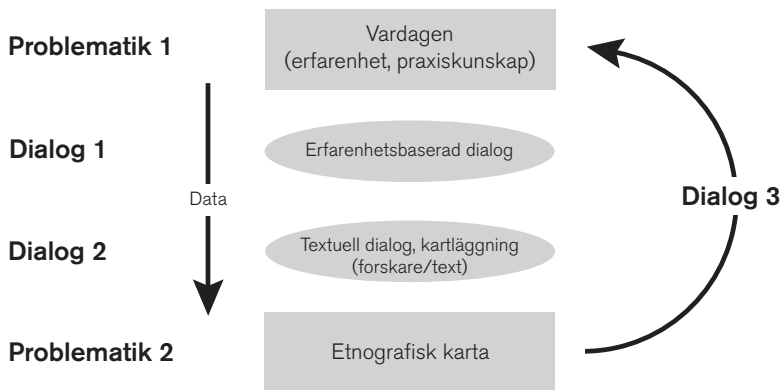 Problematik 1
Vardagen
(erfarenhet, praxiskunskap)
Dialog 1
Erfarenhetsbaserad dialog
Data
Dialog 3
Dialog 2
Textuell dialog, kartläggning
(forskare/text)
Problematik 2
Etnografisk karta